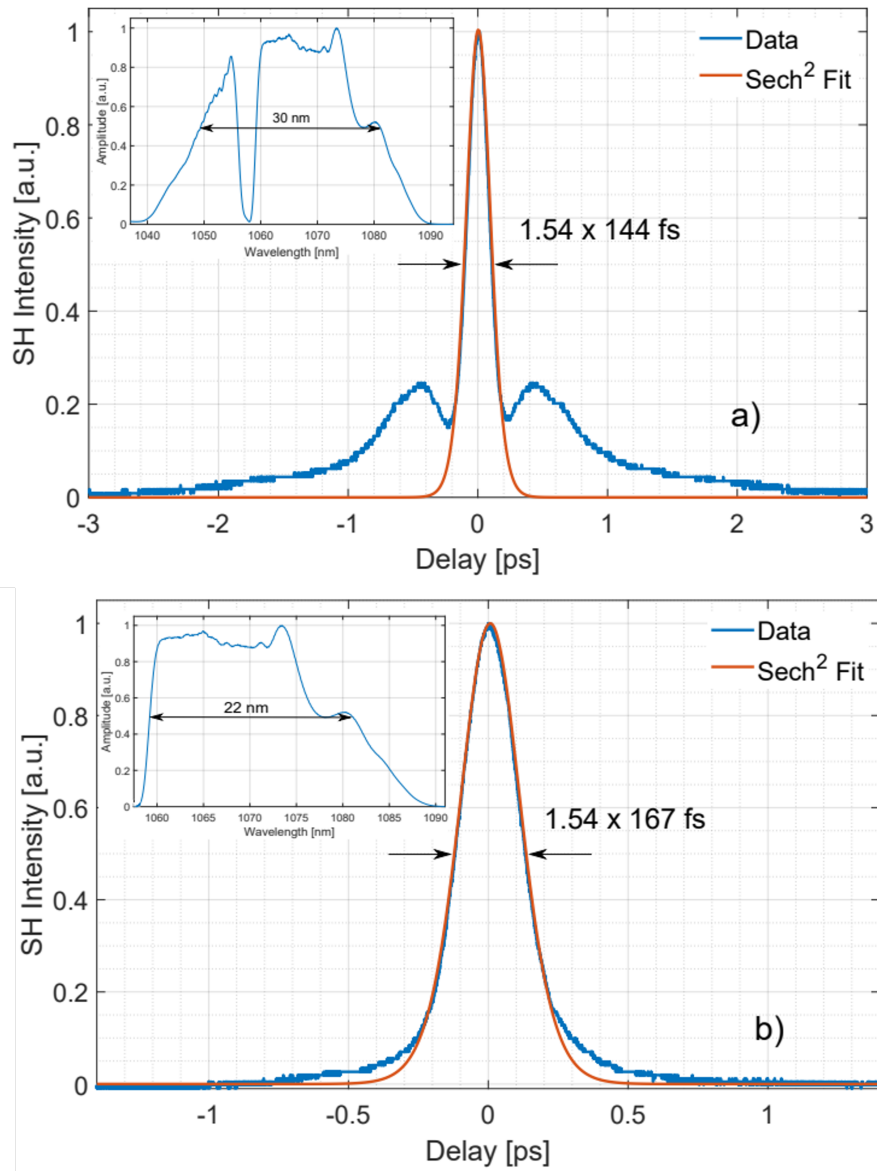 1
0.8
0.6
0.4
0.2
0
SH Intensity [a.u.]
-3
-2
-1
0
1
2
3
Delay [ps]
Data
Sech² Fit
1.54 x 144 fs
a)
1
0.8
0.6
0.4
0.2
0
Amplitude [a.u.]
30 nm
1040
1050
1060
1070
1080
1090
Wavelength [nm]
1
0.8
0.6
0.4
0.2
0
SH Intensity [a.u.]
-1
-0.5
0
0.5
1
Delay [ps]
Data
Sech² Fit
1.54 x 167 fs
b)
1
0.8
0.6
0.4
0.2
0
Amplitude [a.u.]
22 nm
1060
1065
1070
1075
1080
1085
1090
Wavelength [nm]